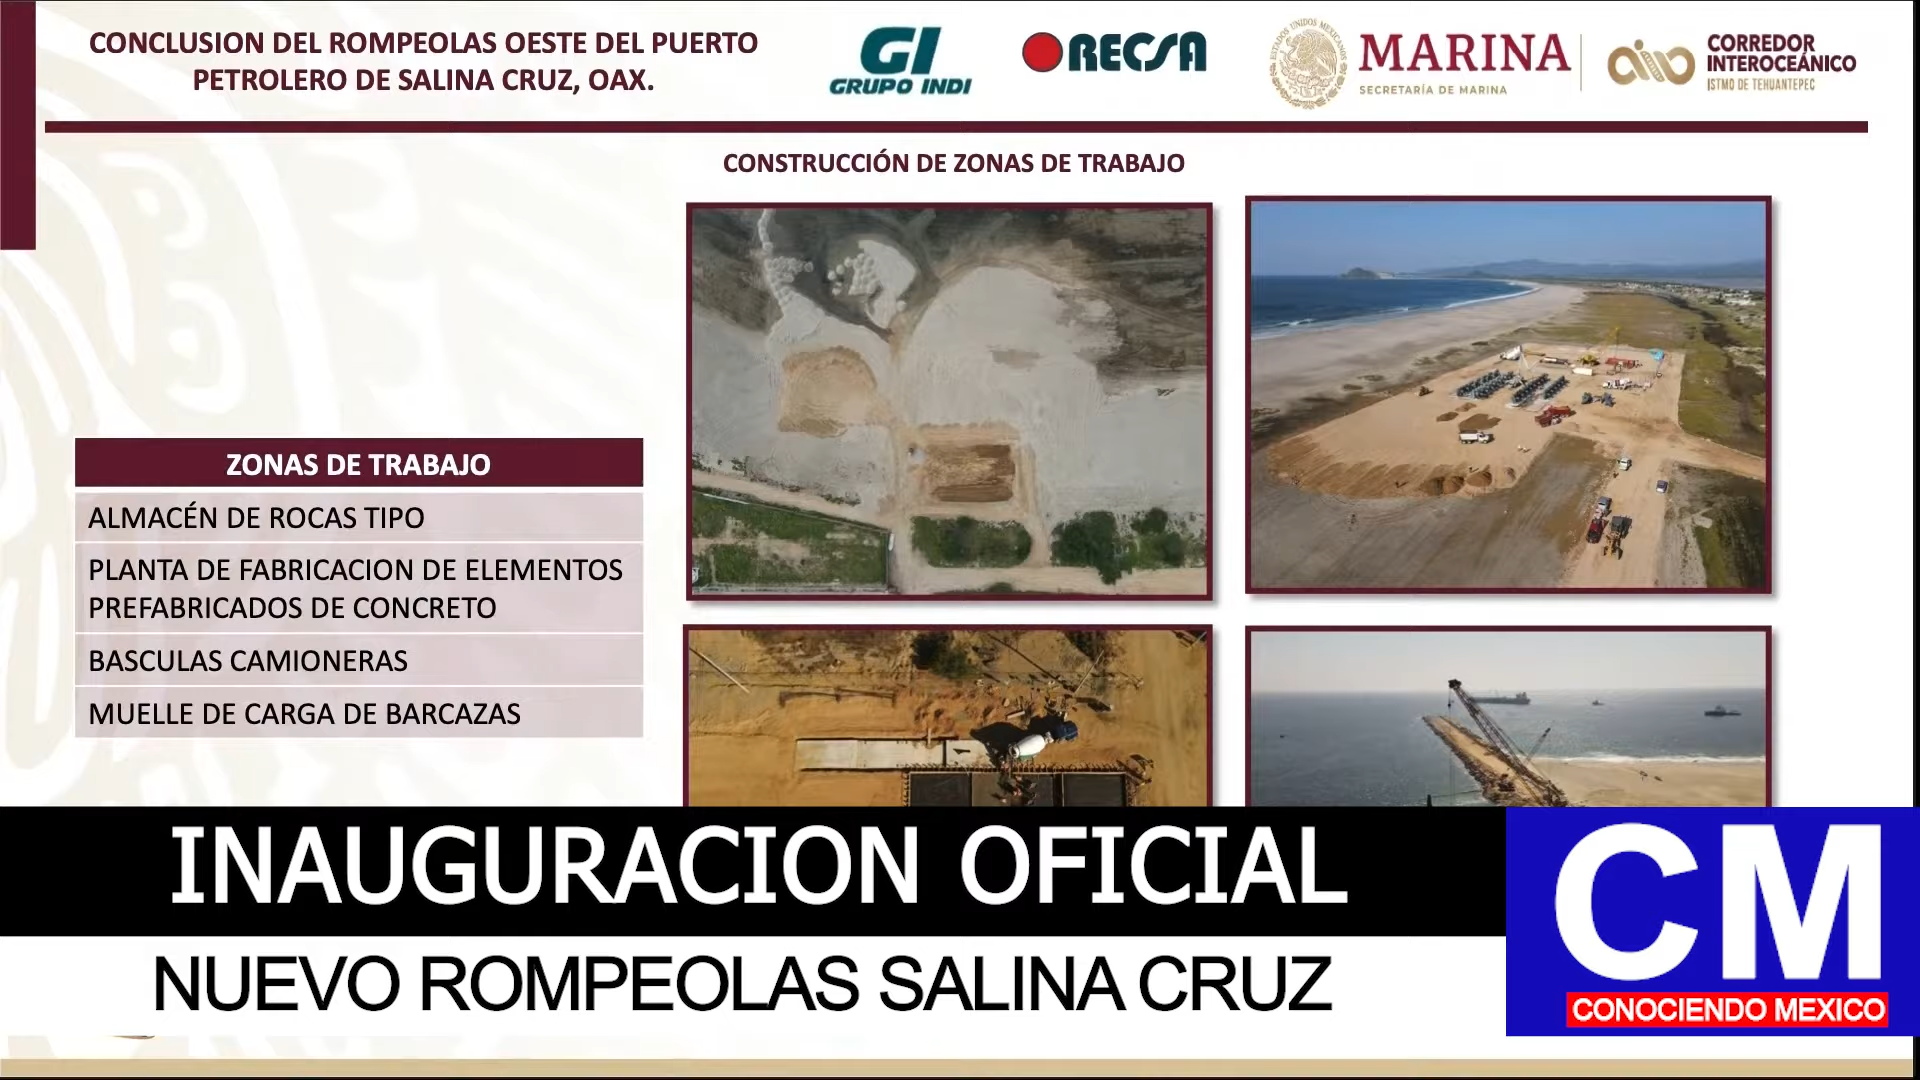 CONCLUSION DEL ROMPEOLAS OESTE DEL PUERTO
PETROLERO DE SALINA CRUZ, OAX.
GI
GRUPO INDI
RECSA
ESTADOS UNIDOS MEXICANOS
MARINA
SECRETARÍA DE MARINA
CORREDOR
INTEROCEÁNICO
ISTMO DE TEHUANTEPEC
CONSTRUCCIÓN DE ZONAS DE TRABAJO
ZONAS DE TRABAJO
ALMACÉN DE ROCAS TIPO
PLANTA DE FABRICACION DE ELEMENTOS
PREFABRICADOS DE CONCRETO
BASCULAS CAMIONERAS
MUELLE DE CARGA DE BARCAZAS
INAUGURACION OFICIAL
NUEVO ROMPEOLAS SALINA CRUZ
CM
CONOCIENDO MEXICO